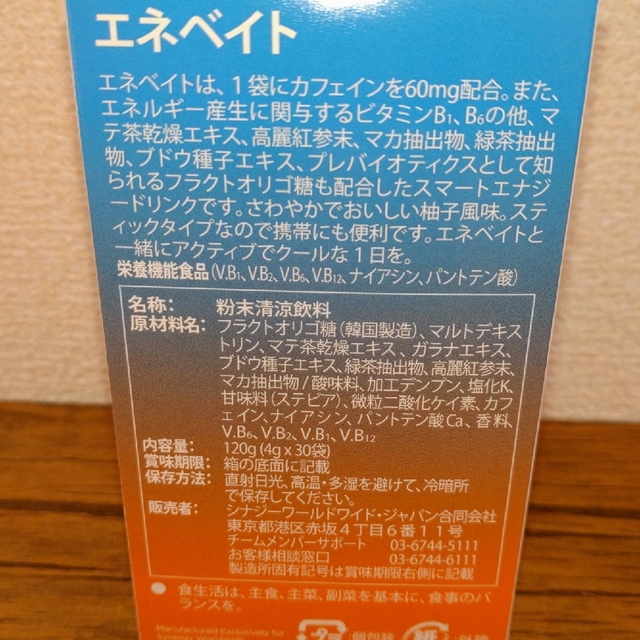 エネベイト
エネベイトは、1袋にカフェインを60mg配合。また、
エネルギー産生に関与するビタミンB₁、B₆の他、マ
テ茶乾燥エキス、高麗紅参末、マカ抽出物、緑茶抽出
物、ブドウ種子エキス、プレバイオティクスとして知
られるフラクトオリゴ糖も配合したスマートエナジ
ードリンクです。さわやかでおいしい柚子風味。ステ
ィックタイプなので携帯にも便利です。エネベイトと
一緒にアクティブでクールな1日を。
栄養機能食品(V.B₁、V.B₂、V.B₆、V.B₁₂、ナイアシン、パントテン酸)
名称: 粉末清涼飲料
原材料名: フラクトオリゴ糖(韓国製造)、マルトデキス
トリン、マテ茶乾燥エキス、ガラナエキス、
ブドウ種子エキス、緑茶抽出物、高麗紅参末、
マカ抽出物/酸味料、加工デンプン、塩化K、
甘味料(ステビア)、微粒二酸化ケイ素、カフ
ェイン、ナイアシン、パントテン酸Ca、香料、
V.B₆、V.B₂、V.B₁、V.B₁₂
内容量: 120g(4g×30袋)
賞味期限: 箱の底面に記載
保存方法: 直射日光、高温・多湿を避けて、冷暗所
で保存してください。
販売者: シナジーワールドワイド・ジャパン合同会社
東京都港区赤坂4丁目6番11号
チームメンバーサポート 03-6744-5111
お客様相談窓口 03-6744-6111
製造所固有記号は賞味期限右側に記載
● 食生活は、主食、主菜、副菜を基本に、食事のバ
ランスを。
Manufactured Exclusively for
個包装